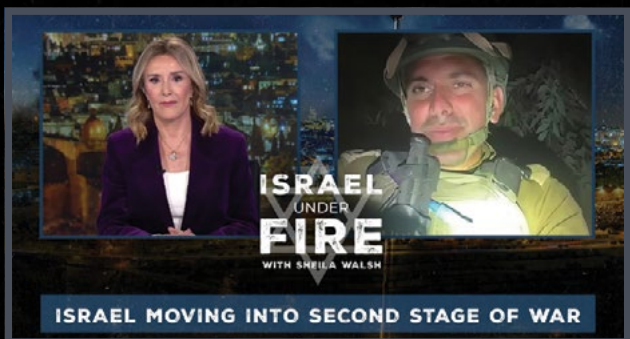 ISRAEL
UNDER
FIRE
WITH SHEILA WALSH
ISRAEL MOVING INTO SECOND STAGE OF WAR